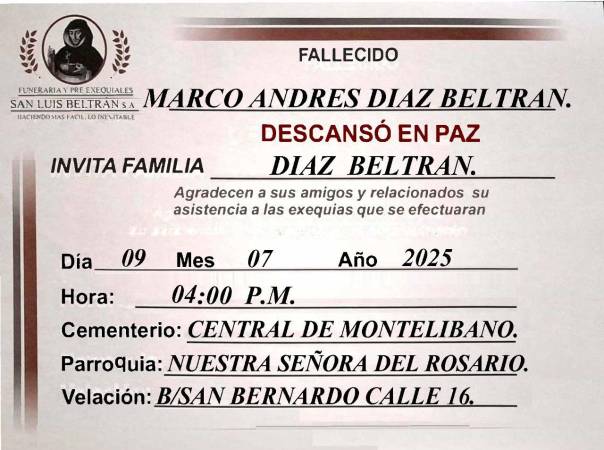 FUNERARIA Y PRE EXEQUIALES
SAN LUIS BELTRÁN S.A
HACIENDO MAS FACIL, LO INEVITABLE
FALLECIDO
MARCO ANDRES DIAZ BELTRAN.
DESCANSÓ EN PAZ
INVITA FAMILIA DIAZ BELTRAN.
Agradecen a sus amigos y relacionados su
asistencia a las exequias que se efectuaran
Día 09 Mes 07 Año 2025
Hora: 04:00 P.M.
Cementerio: CENTRAL DE MONTELIBANO.
Parroquia: NUESTRA SEÑORA DEL ROSARIO.
Velación: B/SAN BERNARDO CALLE 16.